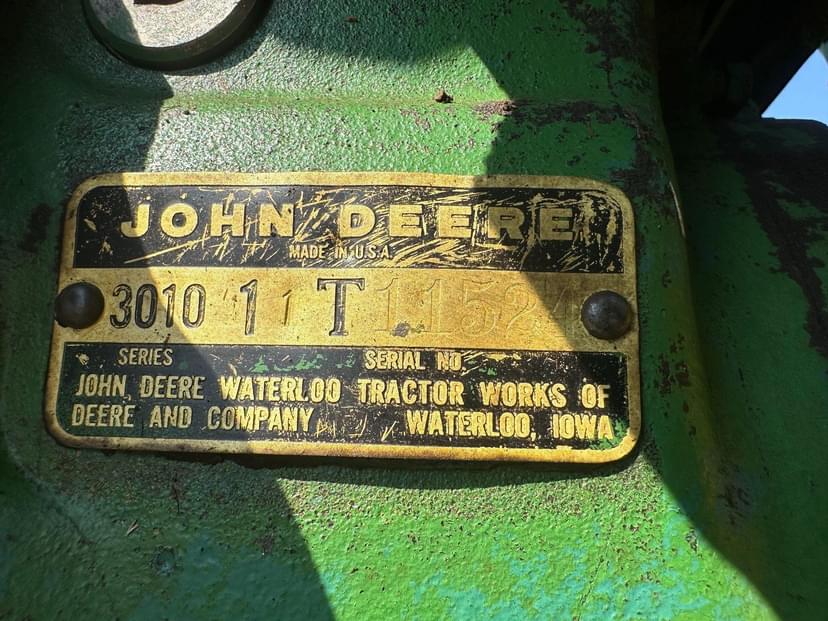 JOHN DEERE
MADE IN U.S.A.
3010 11 T 11524
SERIES SERIAL NO.
JOHN DEERE WATERLOO TRACTOR WORKS OF
DEERE AND COMPANY WATERLOO, IOWA